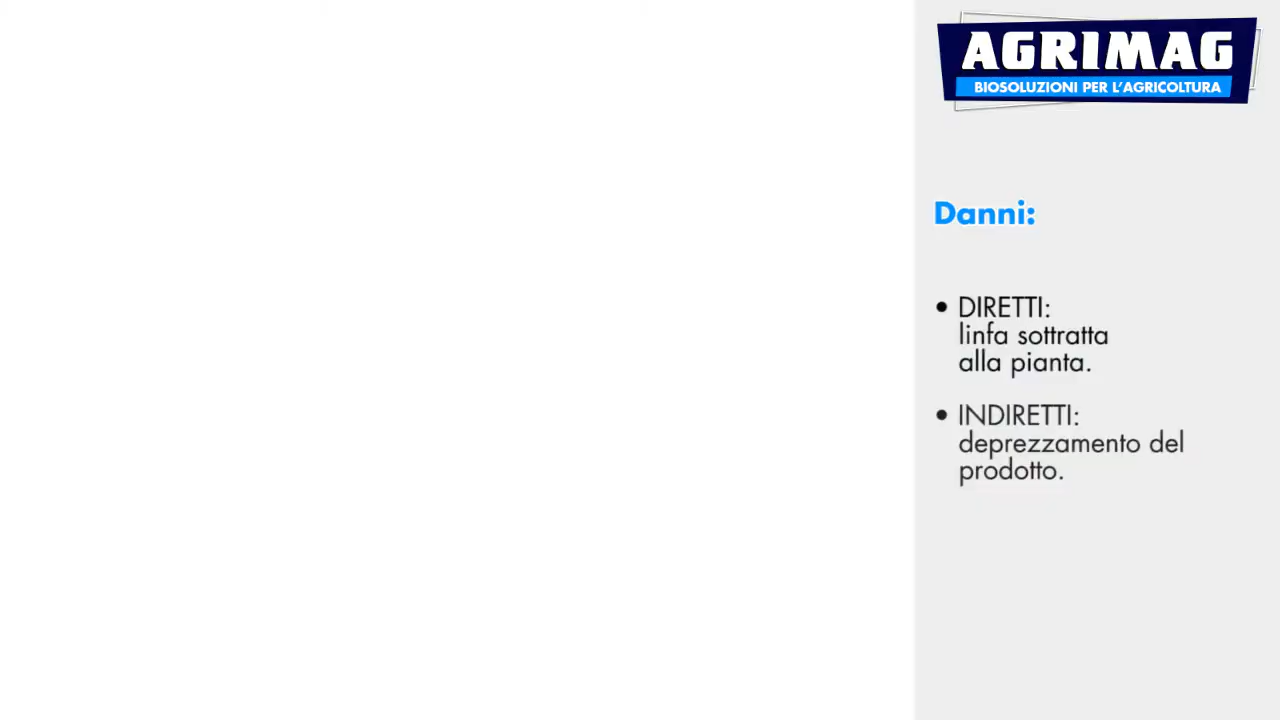 AGRIMAG
BIOSOLUZIONI PER L'AGRICOLTURA
Danni:
• DIRETTI:
linfa sottratta
alla pianta.
• INDIRETTI:
deprezzamento del
prodotto.